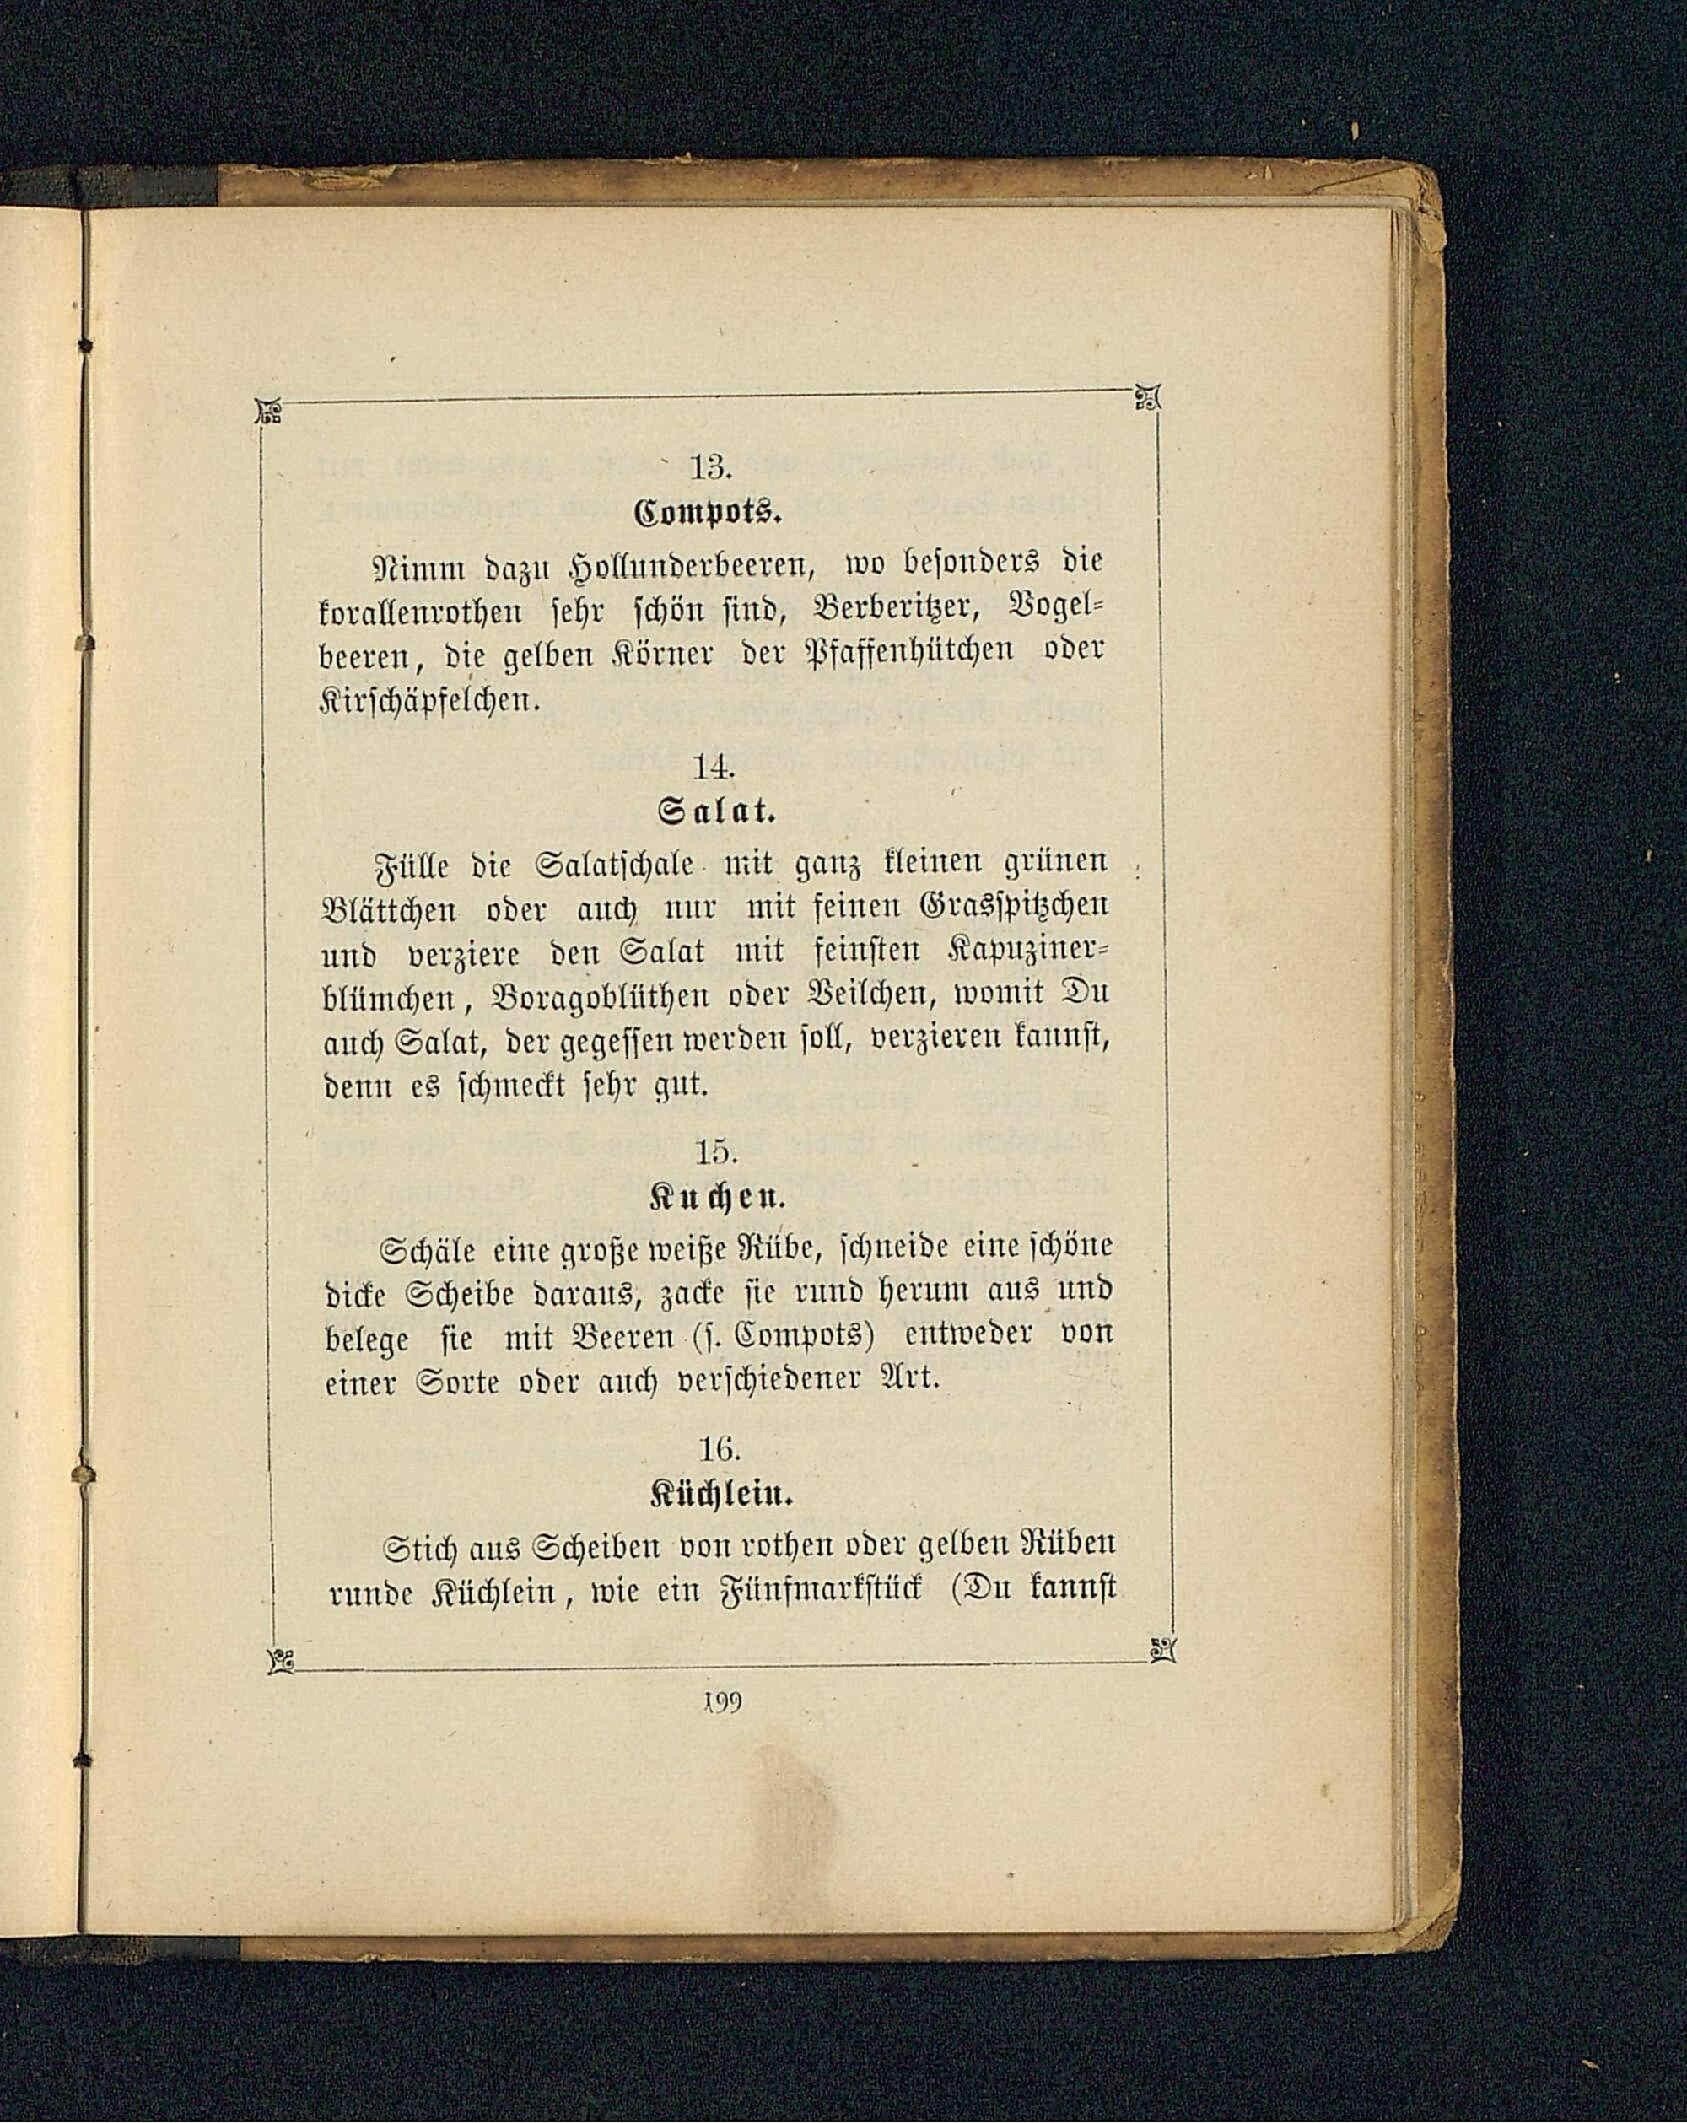 13.
Compots.
Nimm dazu Hollunderbeeren, wo besonders die
korallenrothen sehr schön sind, Berberitzer, Vogel-
beeren, die gelben Körner der Pfaffenhütchen oder
Kirschäpfelchen.
14.
Salat.
Fülle die Salatschale mit ganz kleinen grünen
Blättchen oder auch nur mit feinen Grasspitzchen
und verziere den Salat mit feinsten Kapuziner-
blümchen, Boragoblüthen oder Veilchen, womit Du
auch Salat, der gegessen werden soll, verzieren kannst,
denn es schmeckt sehr gut.
15.
Kuchen.
Schäle eine große weiße Rübe, schneide eine schöne
dicke Scheibe daraus, zacke sie rund herum aus und
belege sie mit Beeren (s. Compots) entweder von
einer Sorte oder auch verschiedener Art.
16.
Küchlein.
Stich aus Scheiben von rothen oder gelben Rüben
runde Küchlein, wie ein Fünfmarkstück (Du kannst
199